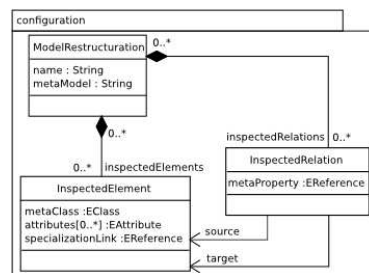 configuration
ModelRestructuration
name : String
metaModel : String
0..*
0..*
0..*
inspectedElements
inspectedRelations
0..*
InspectedRelation
metaProperty :EReference
InspectedElement
metaClass :EClass
attributes[0..*] :EAttribute
specializationLink :EReference
source
target